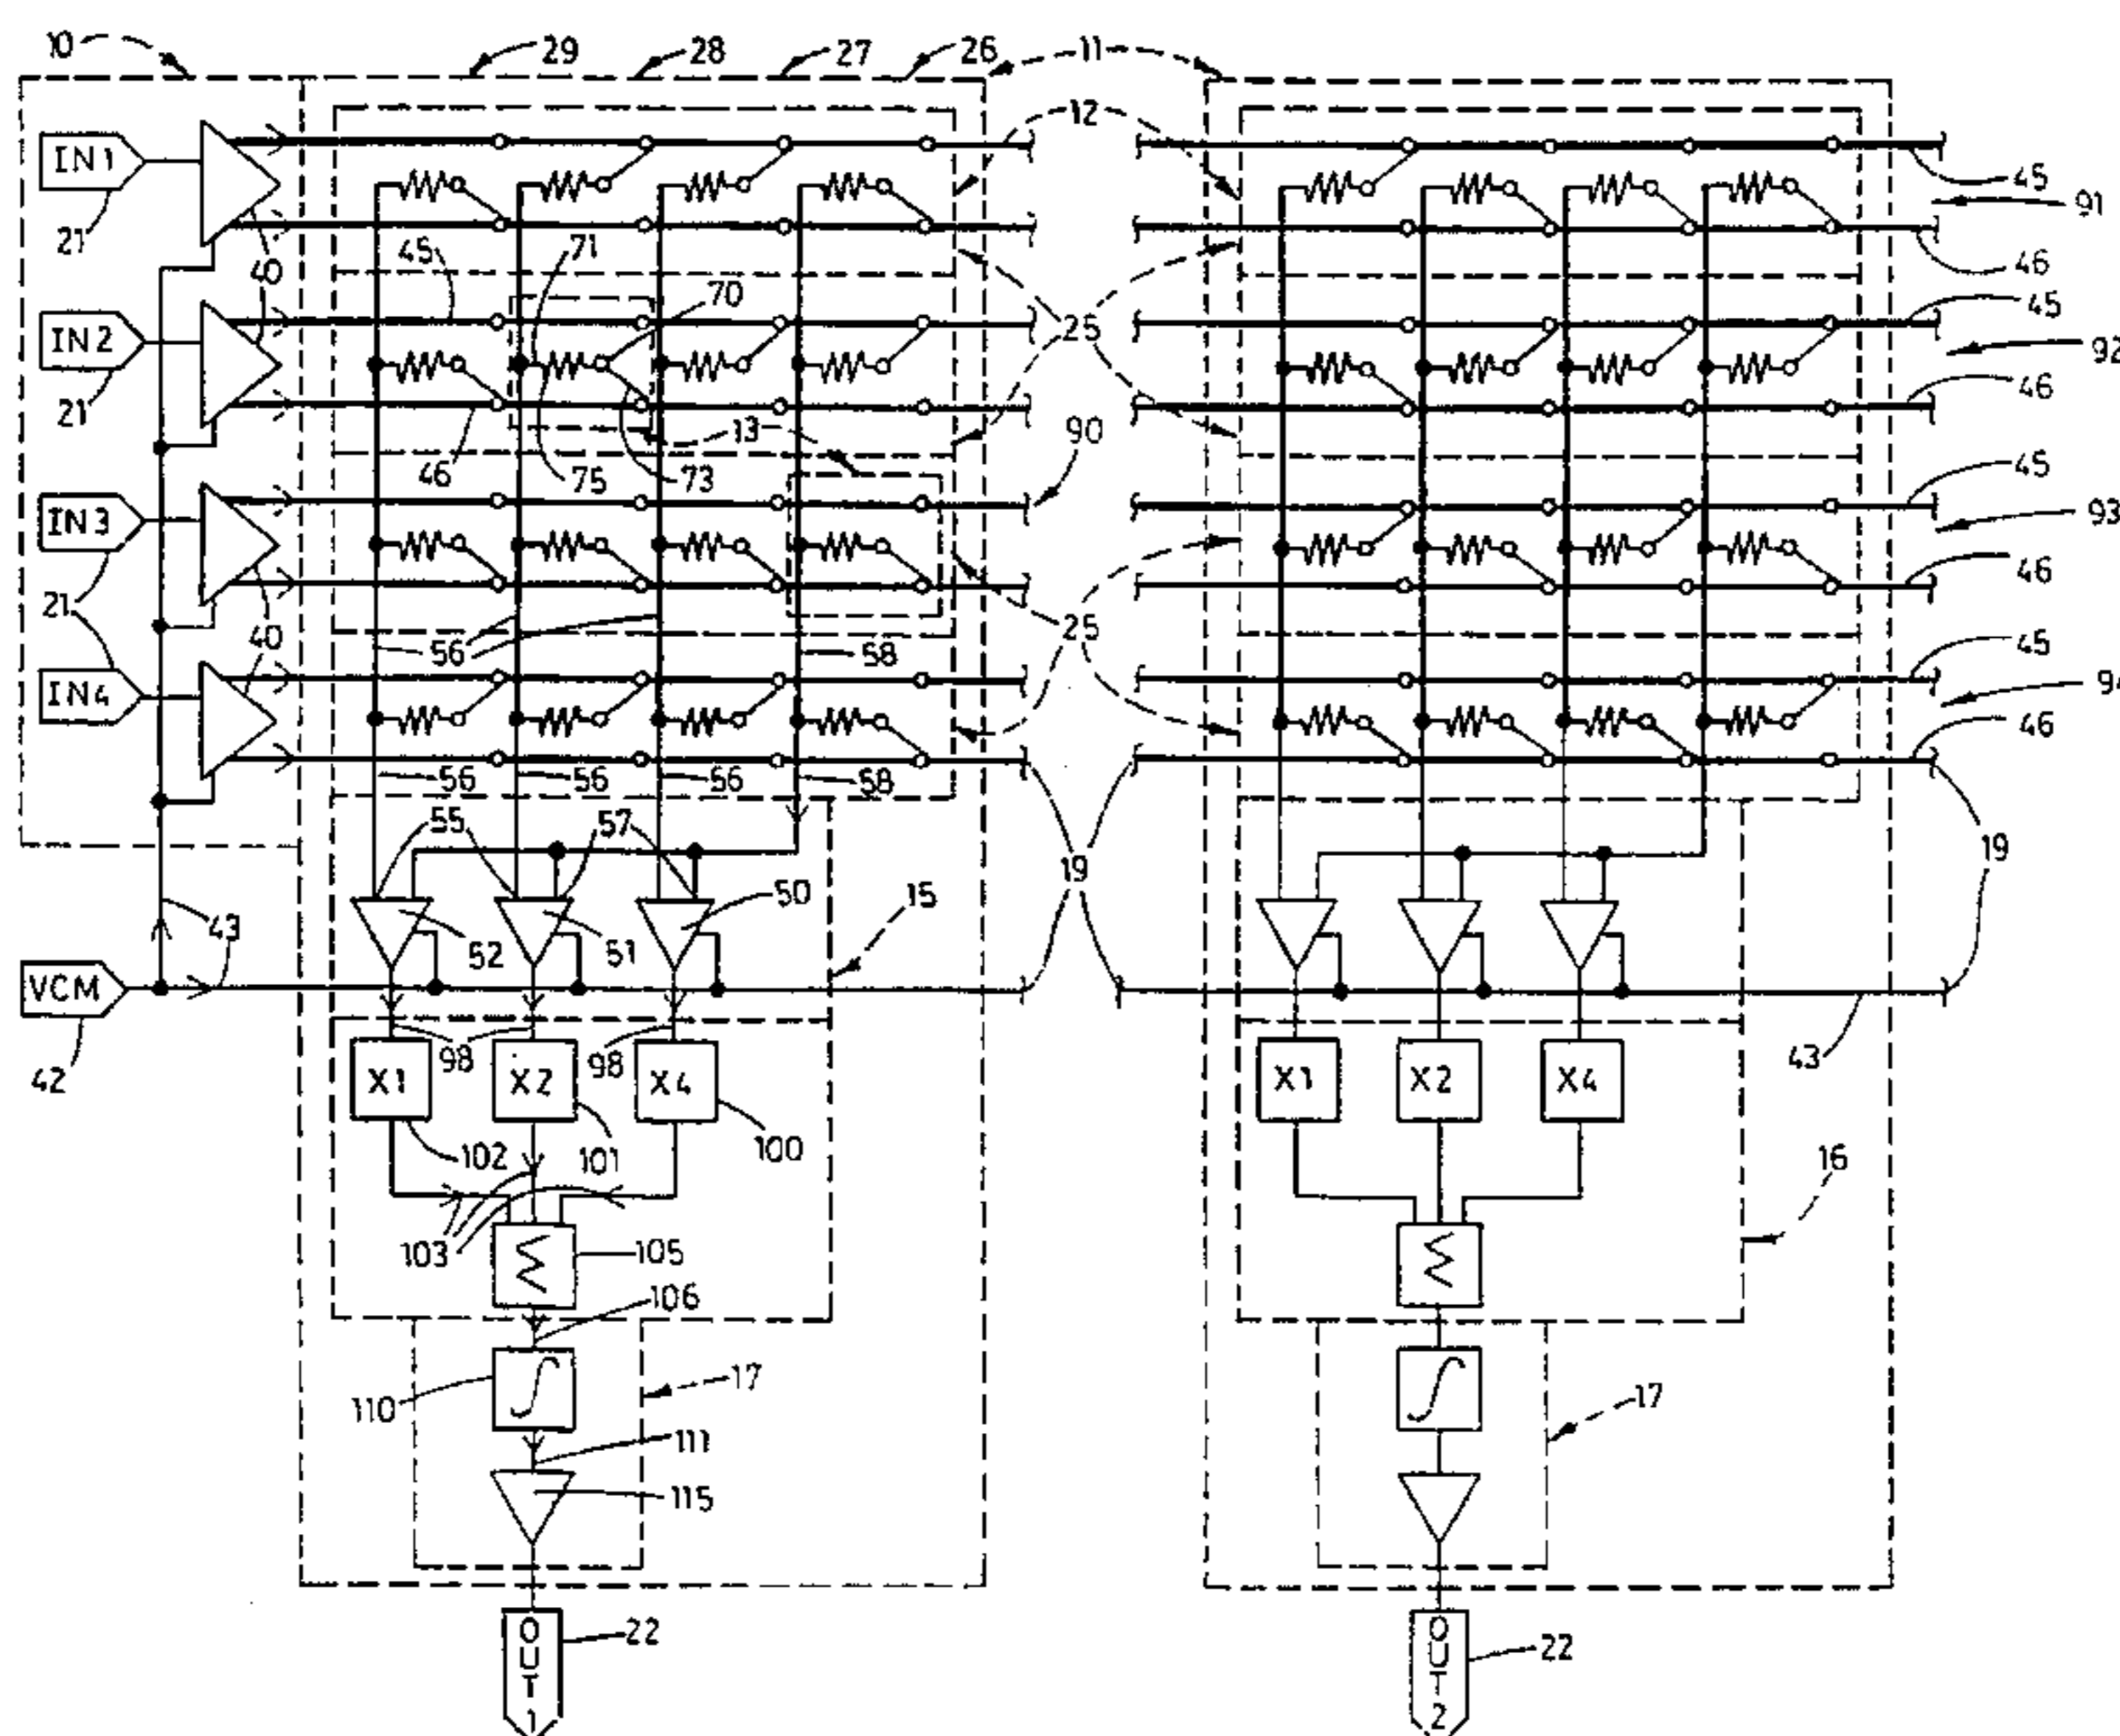 10 29 28 27 26 11
12
IN1 45
21 91
40 45 71 46
IN2 70 25 45
21 92
46
46 75 73 13 90 45
IN3 93
46
21 40 56 58 25 45
IN4
46
56 56 56 58
55 57 19 19
50 15
43 52 51
VCM
98 98 43
42 X1 X2 X4 X1 X2 X4
102 101 100
16
103 Σ 105 Σ
106
110 ∫ 17 ∫ 17
111
115
OUT1 22 OUT2 22